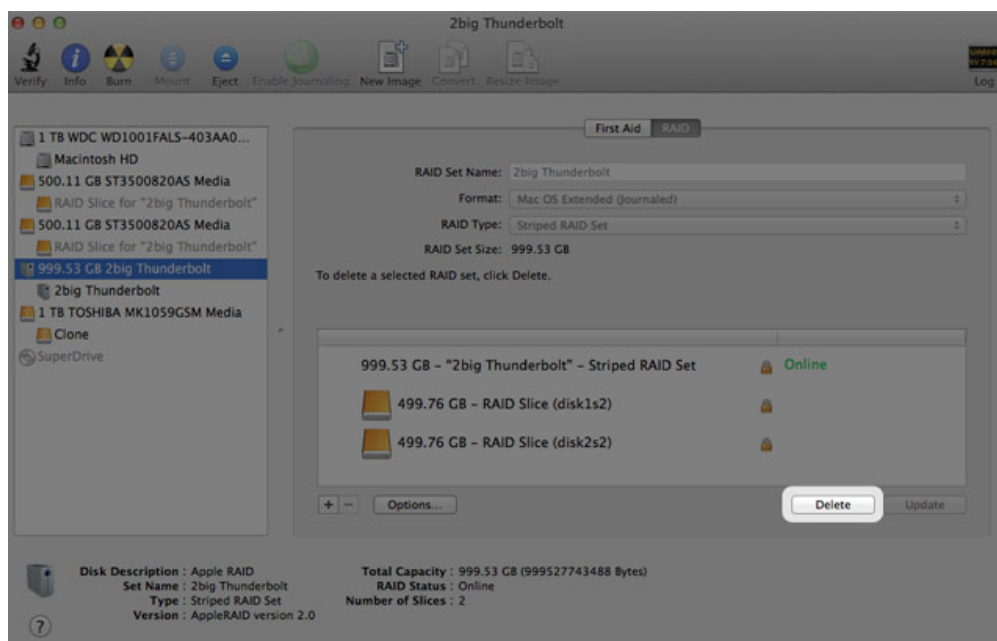 2big Thunderbolt
Verify Info Burn Mount Eject Enable Journaling New Image Convert Resize Image Log
1 TB WDC WD1001FALS-403AA0...
Macintosh HD
500.11 GB ST3500820AS Media
RAID Slice for "2big Thunderbolt"
500.11 GB ST3500820AS Media
RAID Slice for "2big Thunderbolt"
999.53 GB 2big Thunderbolt
2big Thunderbolt
1 TB TOSHIBA MK1059GSM Media
Clone
SuperDrive
First Aid RAID
RAID Set Name: 2big Thunderbolt
Format: Mac OS Extended (Journaled)
RAID Type: Striped RAID Set
RAID Set Size: 999.53 GB
To delete a selected RAID set, click Delete.
999.53 GB – "2big Thunderbolt" – Striped RAID Set Online
499.76 GB – RAID Slice (disk1s2)
499.76 GB – RAID Slice (disk2s2)
+ − Options... Delete Update
Disk Description : Apple RAID
Set Name : 2big Thunderbolt
Type : Striped RAID Set
Version : AppleRAID version 2.0
Total Capacity : 999.53 GB (999527743488 Bytes)
RAID Status : Online
Number of Slices : 2
?